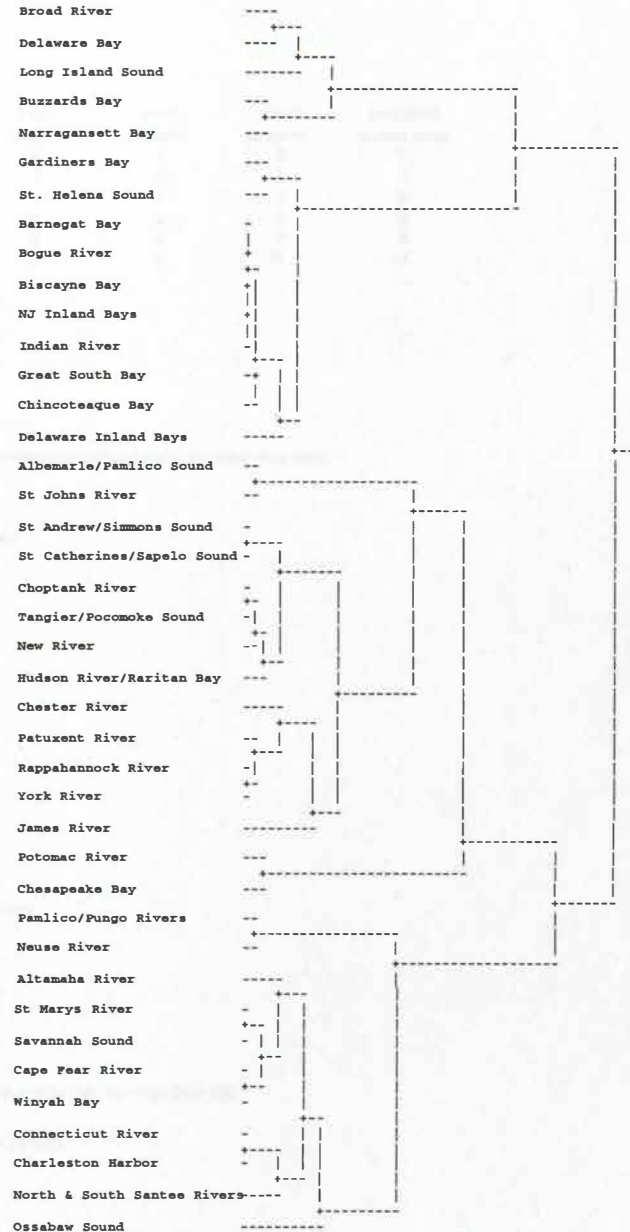 Broad River
Delaware Bay
Long Island Sound
Buzzards Bay
Narragansett Bay
Gardiners Bay
St. Helena Sound
Barnegat Bay
Bogue River
Biscayne Bay
NJ Inland Bays
Indian River
Great South Bay
Chincoteaque Bay
Delaware Inland Bays
Albemarle/Pamlico Sound
St Johns River
St Andrew/Simmons Sound
St Catherines/Sapelo Sound
Choptank River
Tangier/Pocomoke Sound
New River
Hudson River/Raritan Bay
Chester River
Patuxent River
Rappahannock River
York River
James River
Potomac River
Chesapeake Bay
Pamlico/Pungo Rivers
Neuse River
Altamaha River
St Marys River
Savannah Sound
Cape Fear River
Winyah Bay
Connecticut River
Charleston Harbor
North & South Santee Rivers
Ossabaw Sound